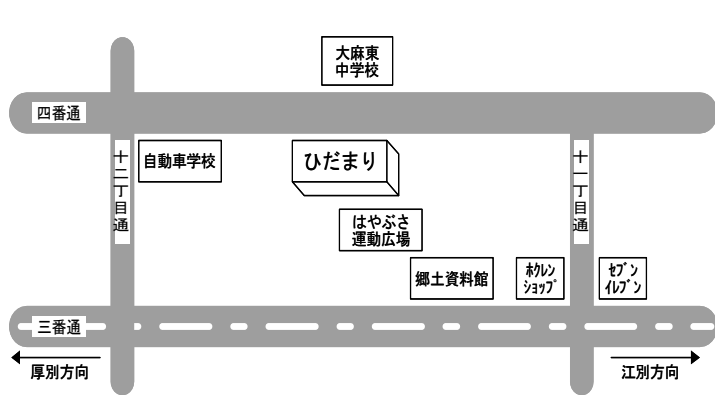 大麻東
中学校
四番通
十二丁目通
自動車学校
ひだまり
十一丁目通
はやぶさ
運動広場
郷土資料館
ﾎｸﾚﾝ
ｼｮｯﾌﾟ
ｾﾌﾞﾝ
ｲﾚﾌﾞﾝ
三番通
厚別方向
江別方向